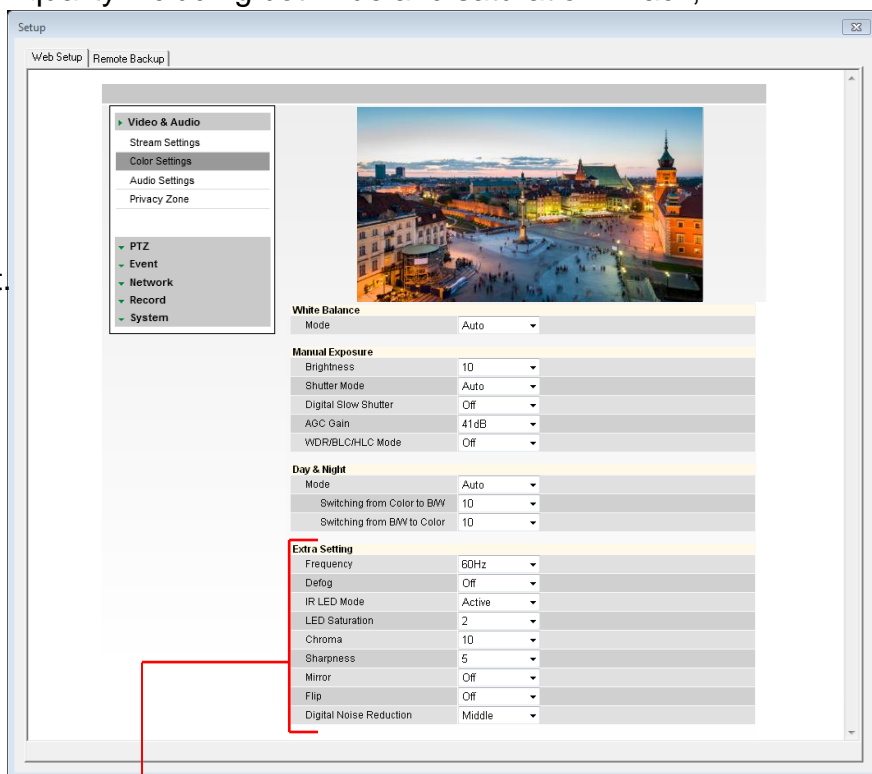 Setup
Web Setup Remote Backup
Video & Audio
Stream Settings
Color Settings
Audio Settings
Privacy Zone
PTZ
Event
Network
Record
System
White Balance
Mode Auto
Manual Exposure
Brightness 10
Shutter Mode Auto
Digital Slow Shutter Off
AGC Gain 41dB
WDR/BLC/HLC Mode Off
Day & Night
Mode Auto
Switching from Color to B/W 10
Switching from B/W to Color 10
Extra Setting
Frequency 60Hz
Defog Off
IR LED Mode Active
LED Saturation 2
Chroma 10
Sharpness 5
Mirror Off
Flip Off
Digital Noise Reduction Middle